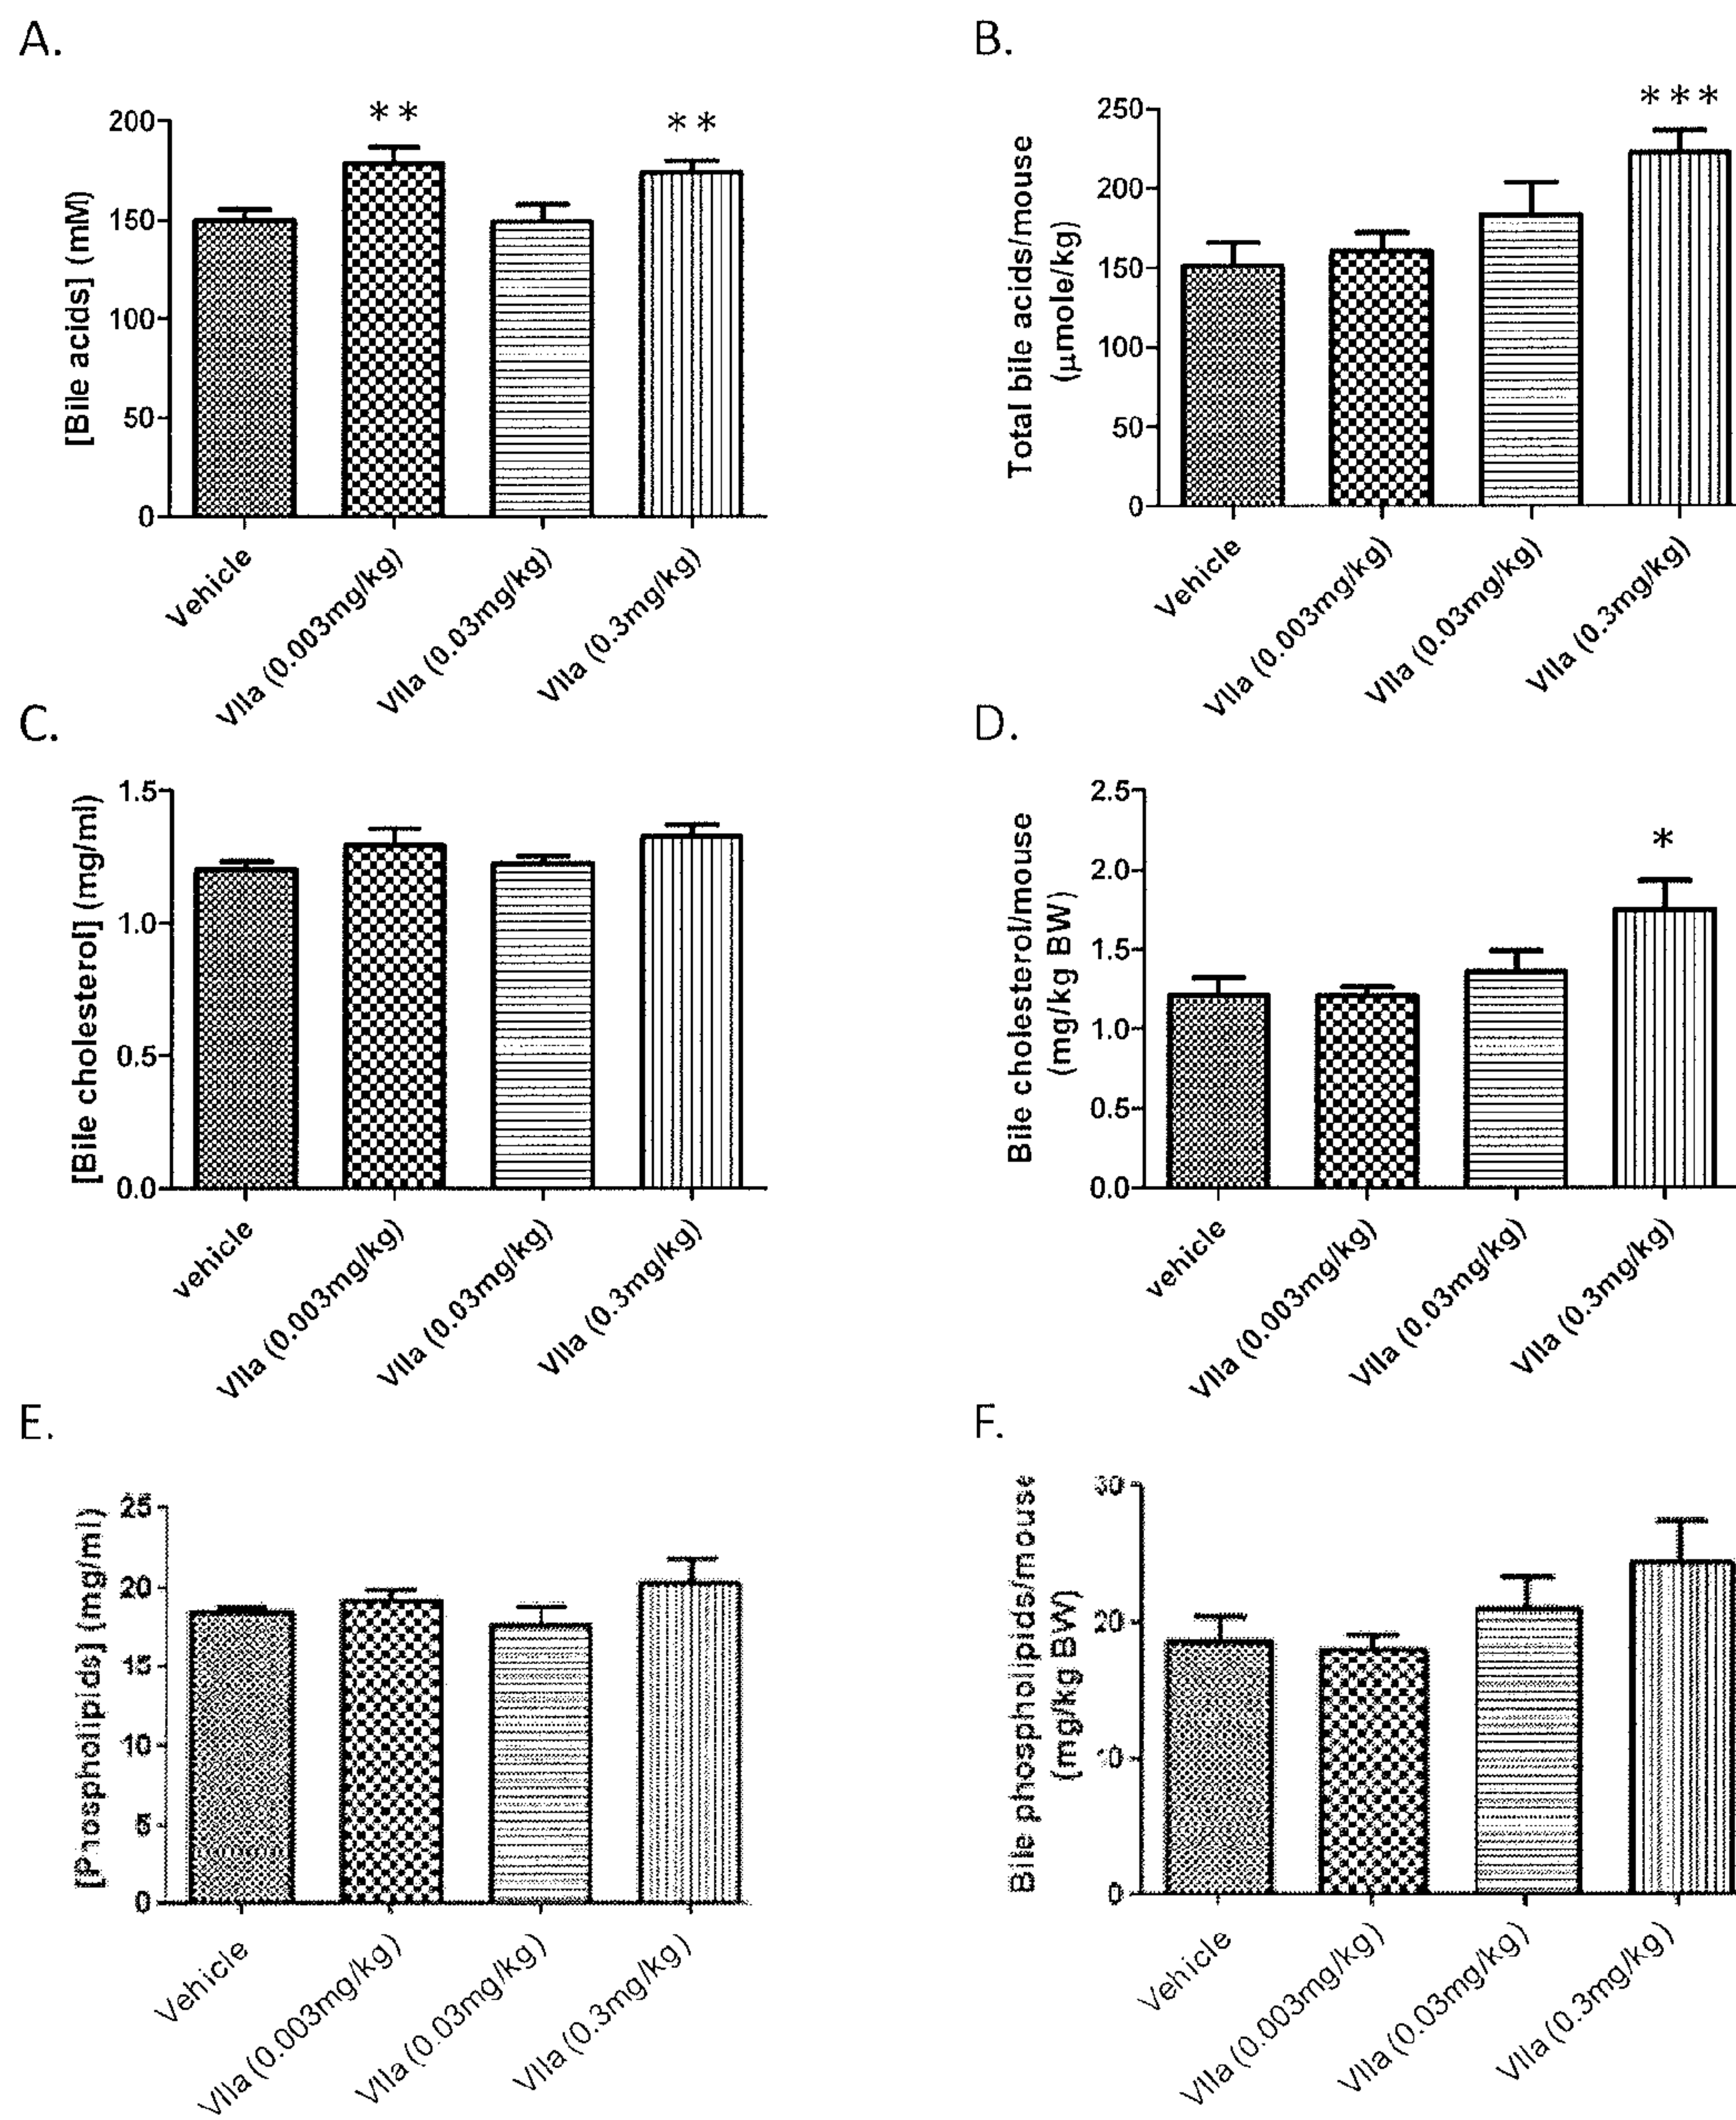 A.
[Bile acids] (mM)
200
150
100
50
0
**
**
Vehicle
VIIa (0.003mg/kg)
VIIa (0.03mg/kg)
VIIa (0.3mg/kg)
B.
Total bile acids/mouse
(μmole/kg)
250
200
150
100
50
0
***
Vehicle
VIIa (0.003mg/kg)
VIIa (0.03mg/kg)
VIIa (0.3mg/kg)
C.
[Bile cholesterol] (mg/ml)
1.5
1.0
0.5
0.0
vehicle
VIIa (0.003mg/kg)
VIIa (0.03mg/kg)
VIIa (0.3mg/kg)
D.
Bile cholesterol/mouse
(mg/kg BW)
2.5
2.0
1.5
1.0
0.5
0.0
*
vehicle
VIIa (0.003mg/kg)
VIIa (0.03mg/kg)
VIIa (0.3mg/kg)
E.
[Phospholipids] (mg/ml)
25
20
15
10
5
0
Vehicle
VIIa (0.003mg/kg)
VIIa (0.03mg/kg)
VIIa (0.3mg/kg)
F.
Bile phospholipids/mouse
(mg/kg BW)
30
20
10
0
Vehicle
VIIa (0.003mg/kg)
VIIa (0.03mg/kg)
VIIa (0.3mg/kg)